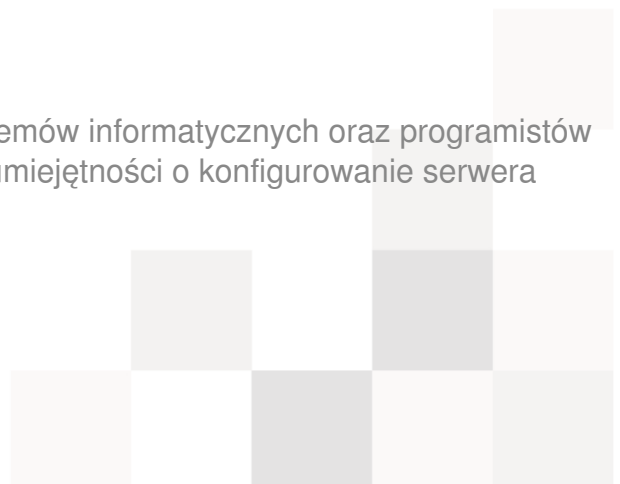 emów informatycznych oraz programistów
umiejętności o konfigurowanie serwera